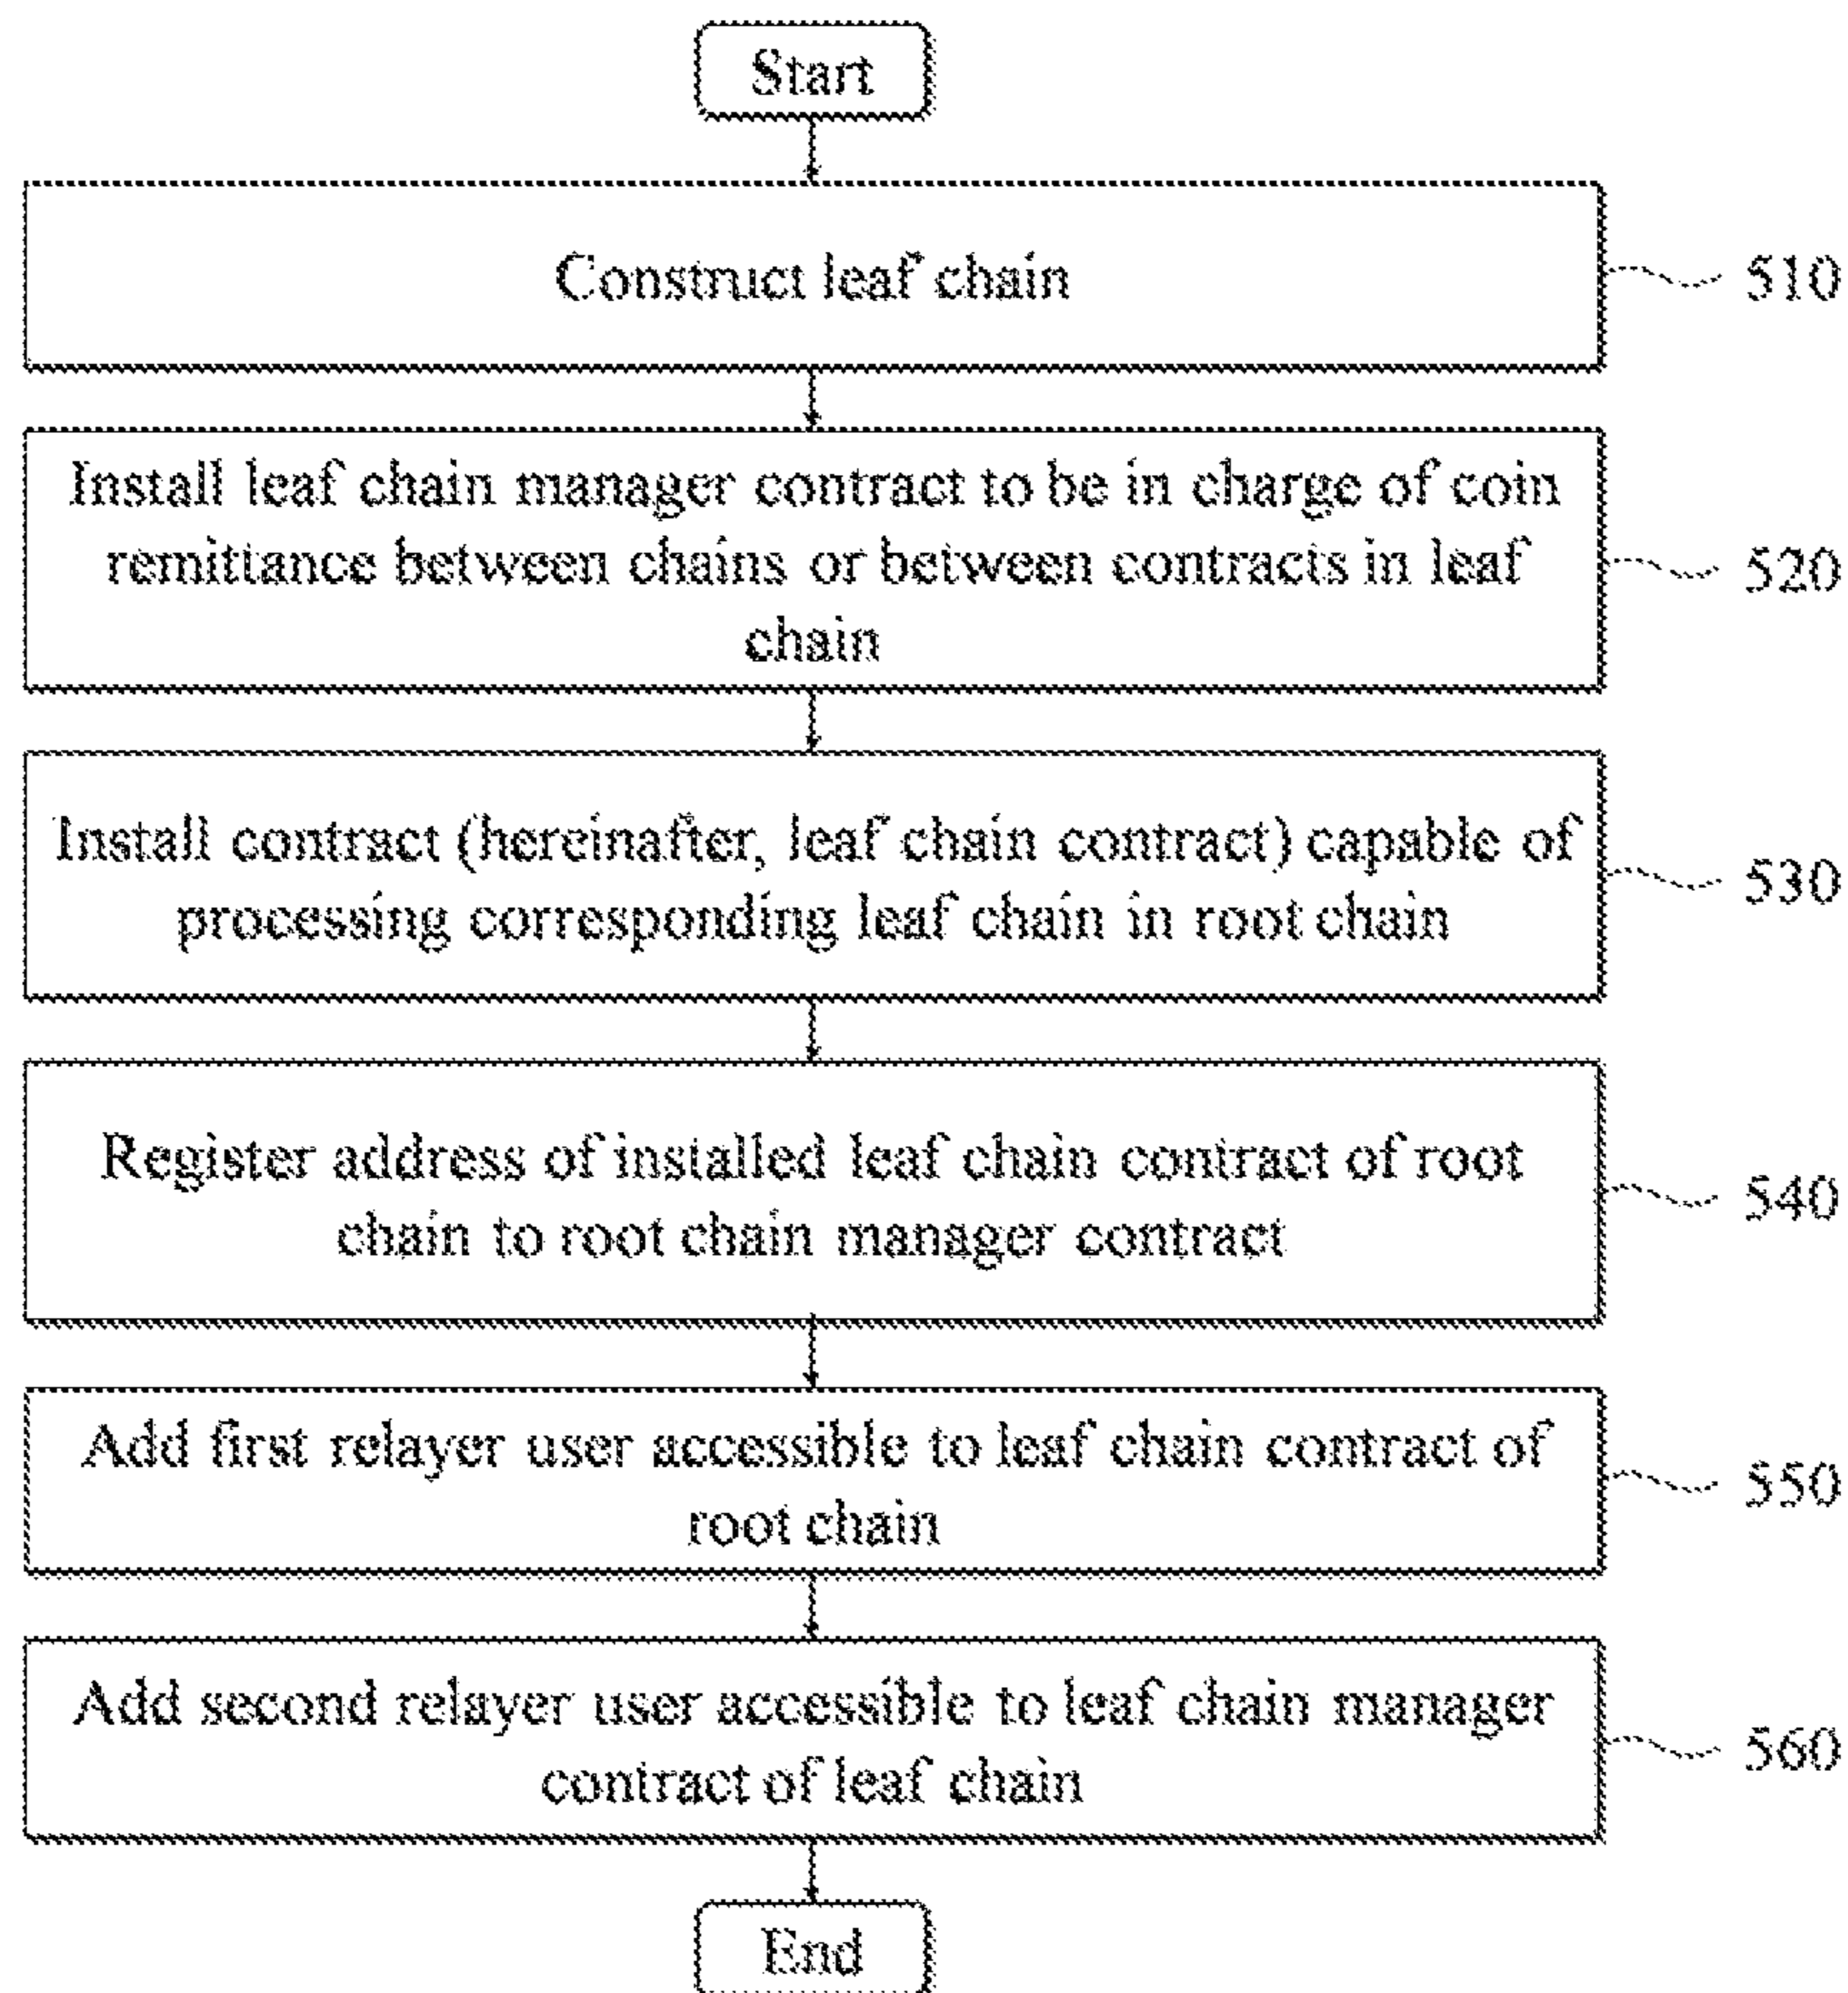 Start
Construct leaf chain
510
Install leaf chain manager contract to be in charge of coin
remittance between chains or between contracts in leaf
chain
520
Install contract (hereinafter, leaf chain contract) capable of
processing corresponding leaf chain in root chain
530
Register address of installed leaf chain contract of root
chain to root chain manager contract
540
Add first relayer user accessible to leaf chain contract of
root chain
550
Add second relayer user accessible to leaf chain manager
contract of leaf chain
560
End